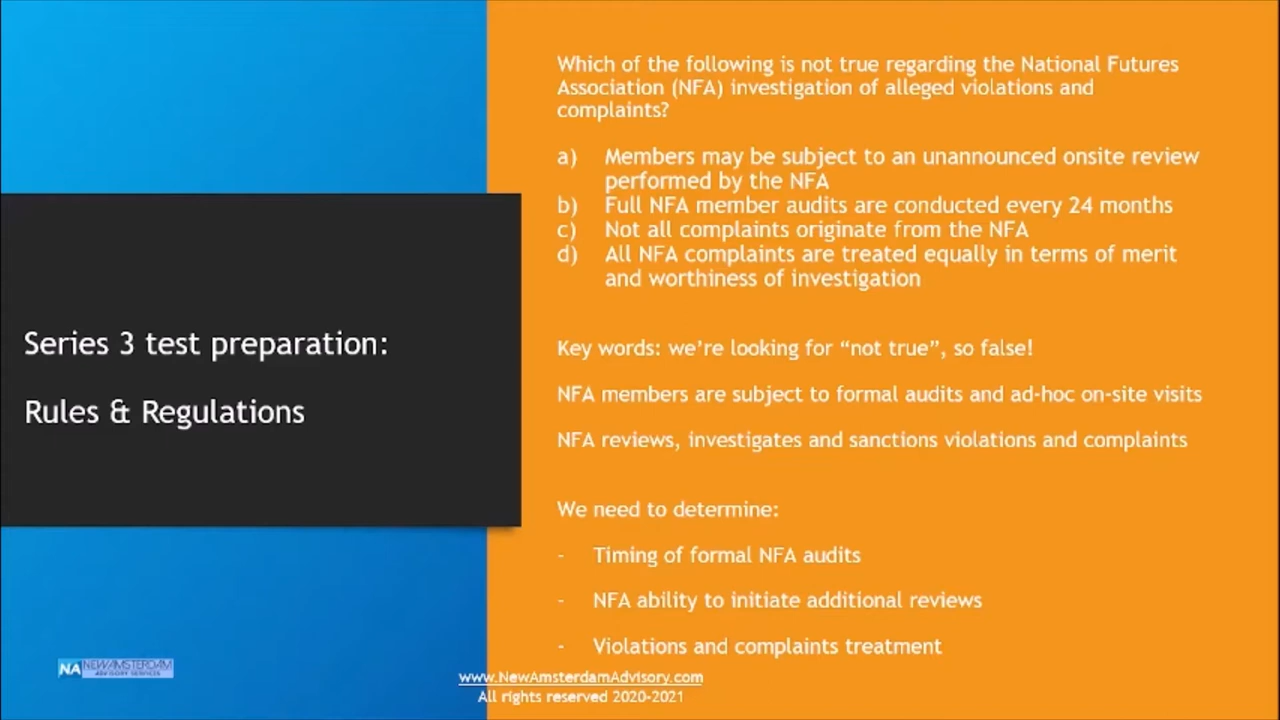 Which of the following is not true regarding the National Futures
Association (NFA) investigation of alleged violations and
complaints?
a) Members may be subject to an unannounced onsite review
performed by the NFA
b) Full NFA member audits are conducted every 24 months
c) Not all complaints originate from the NFA
d) All NFA complaints are treated equally in terms of merit
and worthiness of investigation
Series 3 test preparation:
Rules & Regulations
Key words: we're looking for “not true”, so false!
NFA members are subject to formal audits and ad-hoc on-site visits
NFA reviews, investigates and sanctions violations and complaints
We need to determine:
- Timing of formal NFA audits
- NFA ability to initiate additional reviews
- Violations and complaints treatment
NA NEWAMSTERDAM
ADVISORY SERVICES
www.NewAmsterdamAdvisory.com
All rights reserved 2020-2021